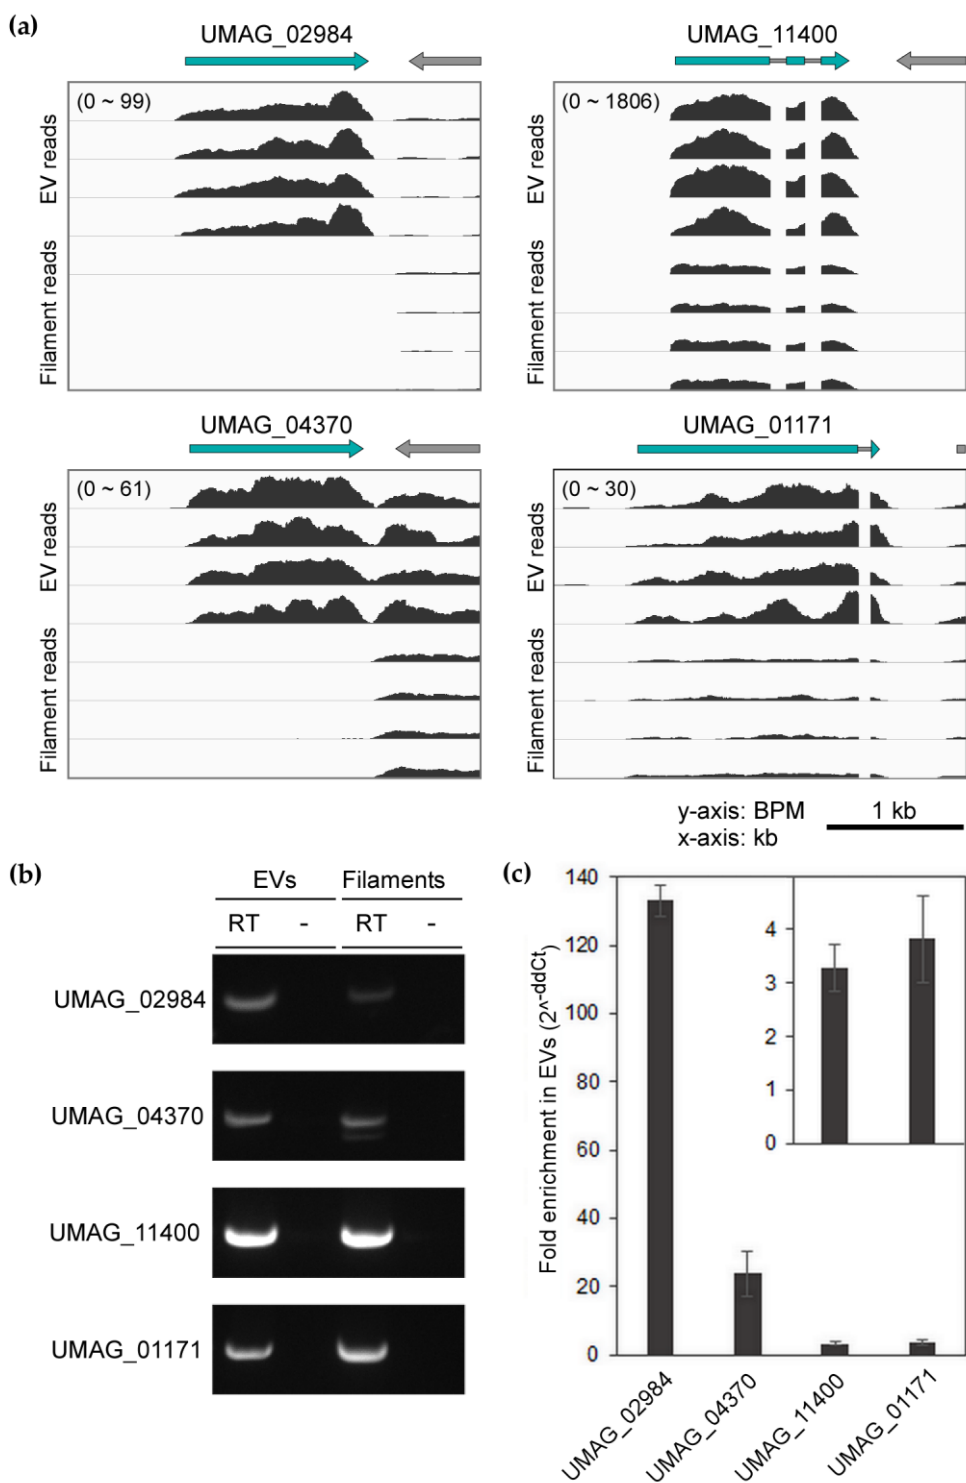 (a)
UMAG_02984
UMAG_11400
(0 ~ 99)
(0 ~ 1806)
EV reads
Filament reads
EV reads
Filament reads
UMAG_04370
UMAG_01171
(0 ~ 61)
(0 ~ 30)
EV reads
Filament reads
EV reads
Filament reads
y-axis: BPM
x-axis: kb
1 kb
(b)
EVs Filaments
RT - RT -
UMAG_02984
UMAG_04370
UMAG_11400
UMAG_01171
(c)
Fold enrichment in EVs (2^-ddCt)
140
120
100
80
60
40
20
0
4
3
2
1
0
UMAG_02984
UMAG_04370
UMAG_11400
UMAG_01171